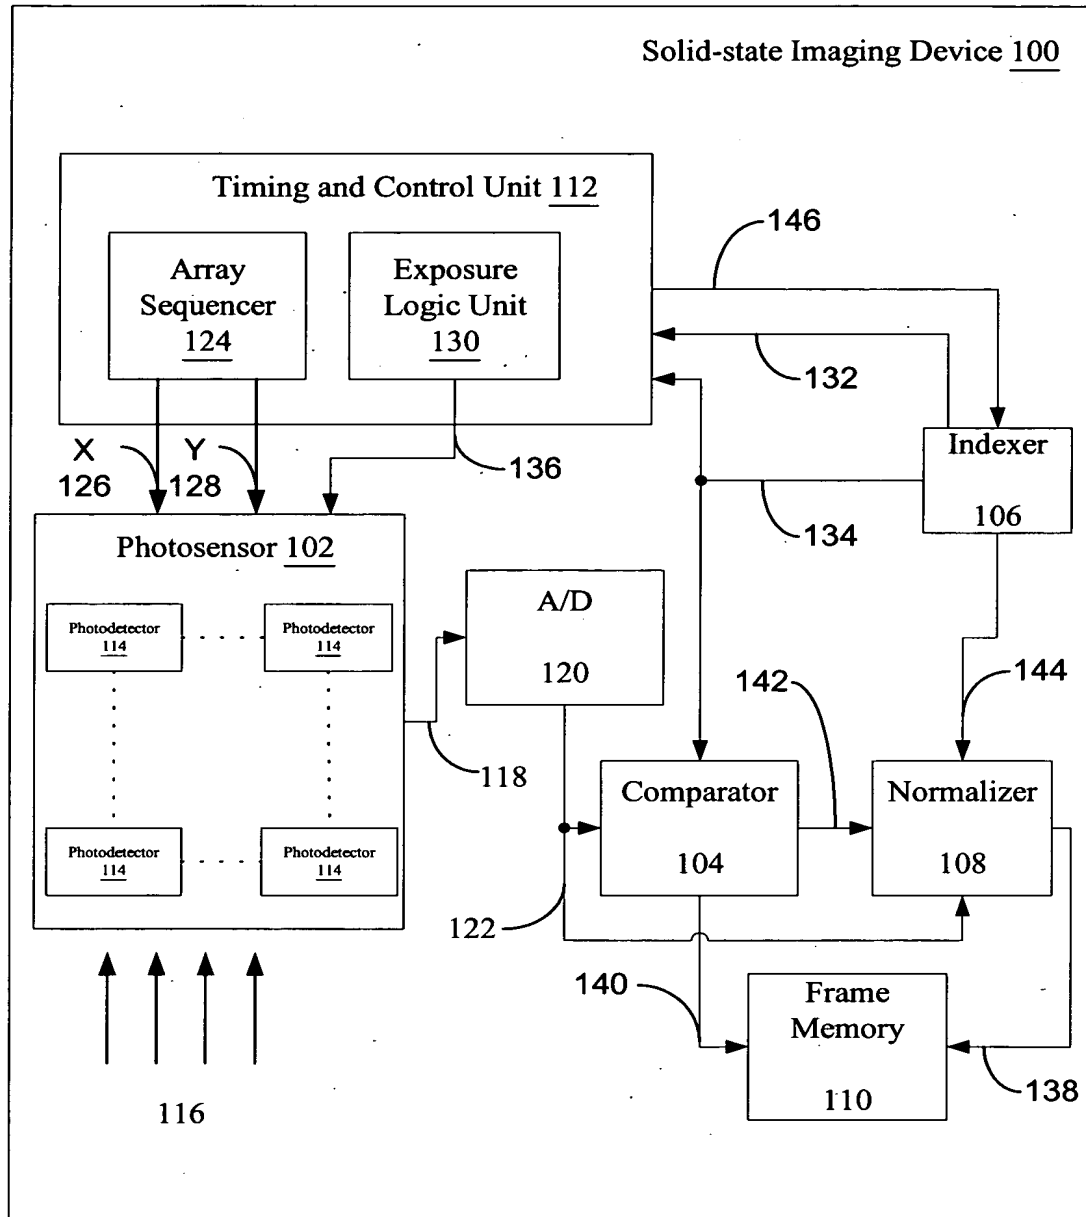 Solid-state Imaging Device 100
Timing and Control Unit 112
146
Array
Sequencer
124
Exposure
Logic Unit
130
132
Indexer
106
X
126
Y
128
136
134
Photosensor 102
A/D
120
Photodetector
114
Photodetector
114
142
144
118
Comparator
104
Normalizer
108
Photodetector
114
Photodetector
114
122
140
Frame
Memory
110
138
116